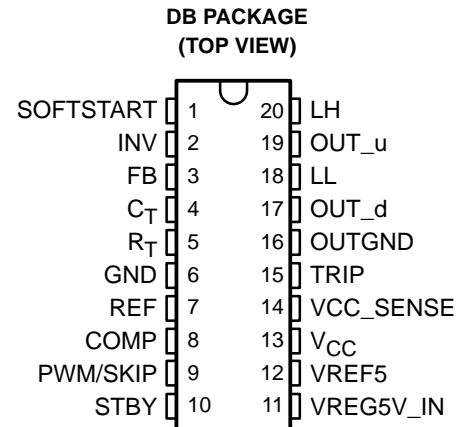 DB PACKAGE
(TOP VIEW)
SOFTSTART 1 20 LH
INV 2 19 OUT_u
FB 3 18 LL
CT 4 17 OUT_d
RT 5 16 OUTGND
GND 6 15 TRIP
REF 7 14 VCC_SENSE
COMP 8 13 VCC
PWM/SKIP 9 12 VREF5
STBY 10 11 VREG5V_IN